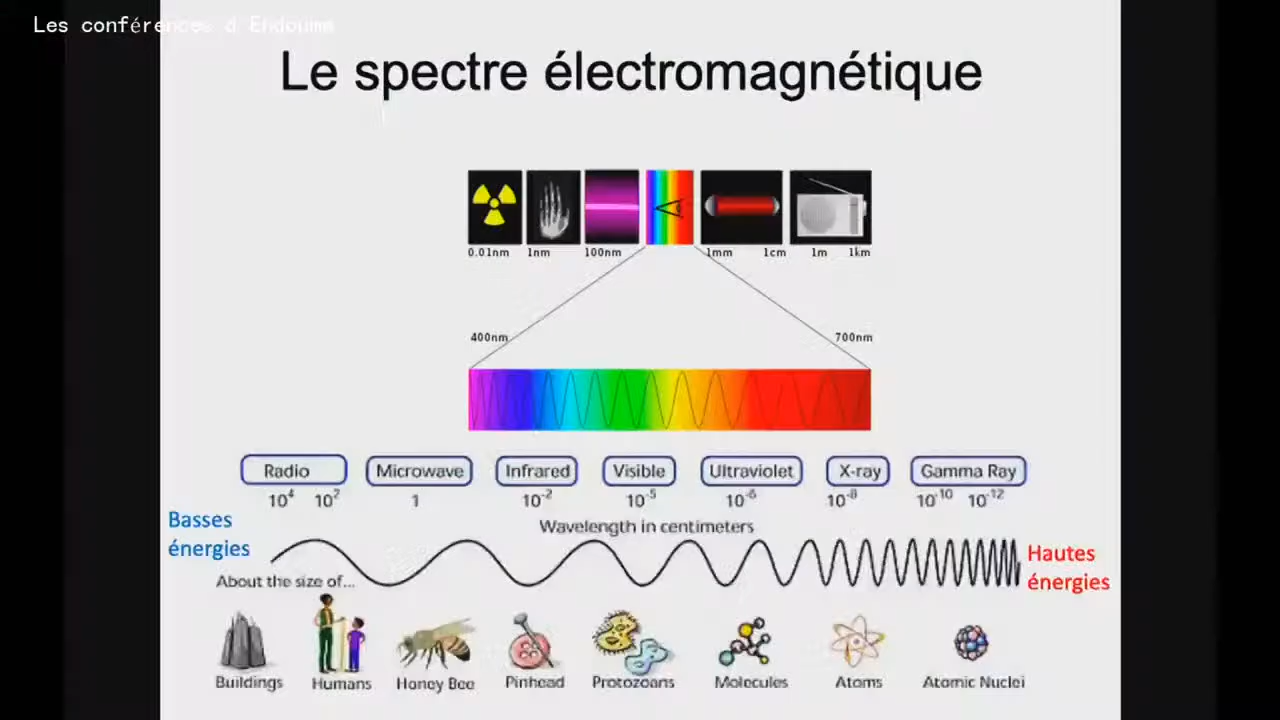 Les conférences d'Endoume
Le spectre électromagnétique
0.01nm 1nm 100nm 1mm 1cm 1m 1km
400nm 700nm
Radio Microwave Infrared Visible Ultraviolet X-ray Gamma Ray
10⁴ 10² 1 10⁻² 10⁻⁵ 10⁻⁶ 10⁻⁸ 10⁻¹⁰ 10⁻¹²
Wavelength in centimeters
Basses
énergies
Hautes
énergies
About the size of...
Buildings Humans Honey Bee Pinhead Protozoans Molecules Atoms Atomic Nuclei